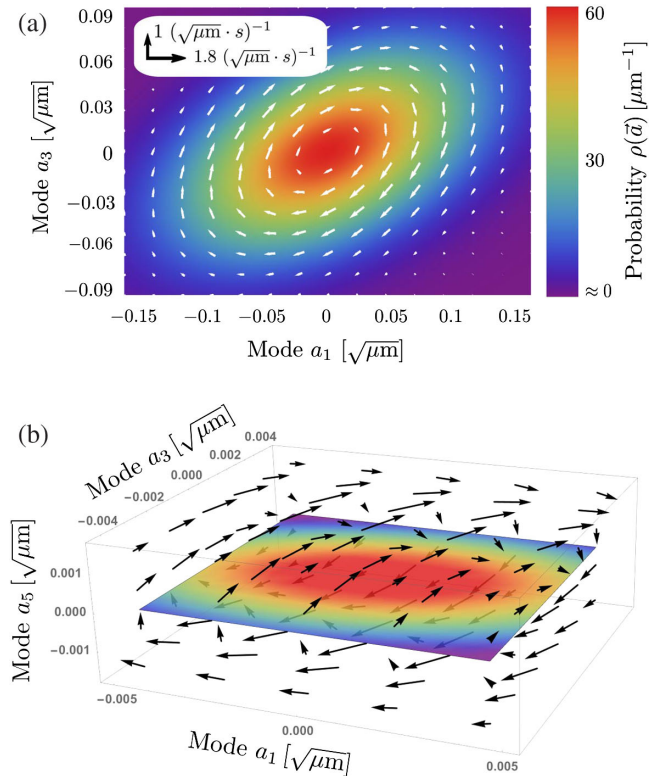 (a)
1 (√μm · s)⁻¹
1.8 (√μm · s)⁻¹
0.09
0.06
0.03
0
−0.03
−0.06
−0.09
Mode a₃ [√μm]
−0.15
−0.1
−0.05
0
0.05
0.1
0.15
Mode a₁ [√μm]
60
30
≈ 0
Probability ρ(a⃗) [μm⁻¹]
(b)
Mode a₃ [√μm]
0.004
0.002
0.000
−0.002
−0.004
Mode a₅ [√μm]
0.001
0.000
−0.001
−0.005
0.000
0.005
Mode a₁ [√μm]